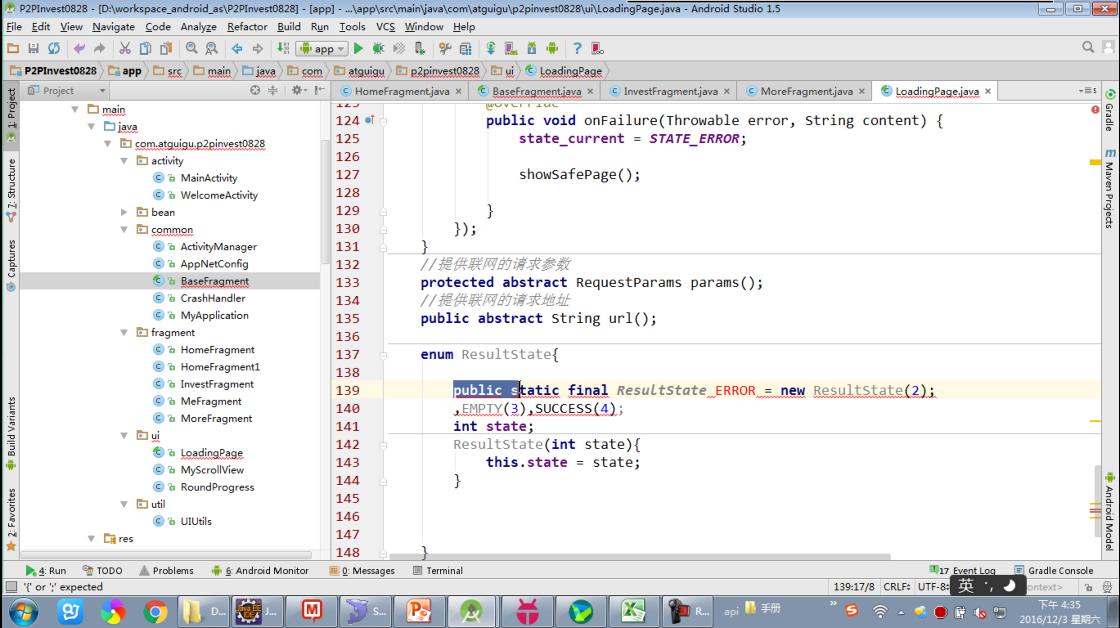 P2PInvest0828 - [D:\workspace_android_as\P2PInvest0828] - [app] - ...\app\src\main\java\com\atguigu\p2pinvest0828\ui\LoadingPage.java - Android Studio 1.5
File Edit View Navigate Code Analyze Refactor Build Run Tools VCS Window Help
app
P2PInvest0828 app src main java com atguigu p2pinvest0828 ui LoadingPage
Project
HomeFragment.java BaseFragment.java InvestFragment.java MoreFragment.java LoadingPage.java
1: Project
7: Structure
Captures
Build Variants
2: Favorites
main
java
com.atguigu.p2pinvest0828
activity
MainActivity
WelcomeActivity
bean
common
ActivityManager
AppNetConfig
BaseFragment
CrashHandler
MyApplication
fragment
HomeFragment
HomeFragment1
InvestFragment
MeFragment
MoreFragment
ui
LoadingPage
MyScrollView
RoundProgress
util
UIUtils
res
123 @Override
124 public void onFailure(Throwable error, String content) {
125 state_current = STATE_ERROR;
126
127 showSafePage();
128
129 }
130 });
131 }
132 //提供联网的请求参数
133 protected abstract RequestParams params();
134 //提供联网的请求地址
135 public abstract String url();
136
137 enum ResultState{
138
139 public static final ResultState ERROR = new ResultState(2);
140 ,EMPTY(3),SUCCESS(4);
141 int state;
142 ResultState(int state){
143 this.state = state;
144 }
145
146
147
148 }
Gradle
Maven Projects
Android Model
4: Run TODO Problems 6: Android Monitor 0: Messages Terminal 17 Event Log Gradle Console
'(' or ';' expected 139:17/8 CRLF÷ UTF-8÷ 英 ’; ontext>
D... J... S... P... R... api 手册
下午 4:35
2016/12/3 星期六